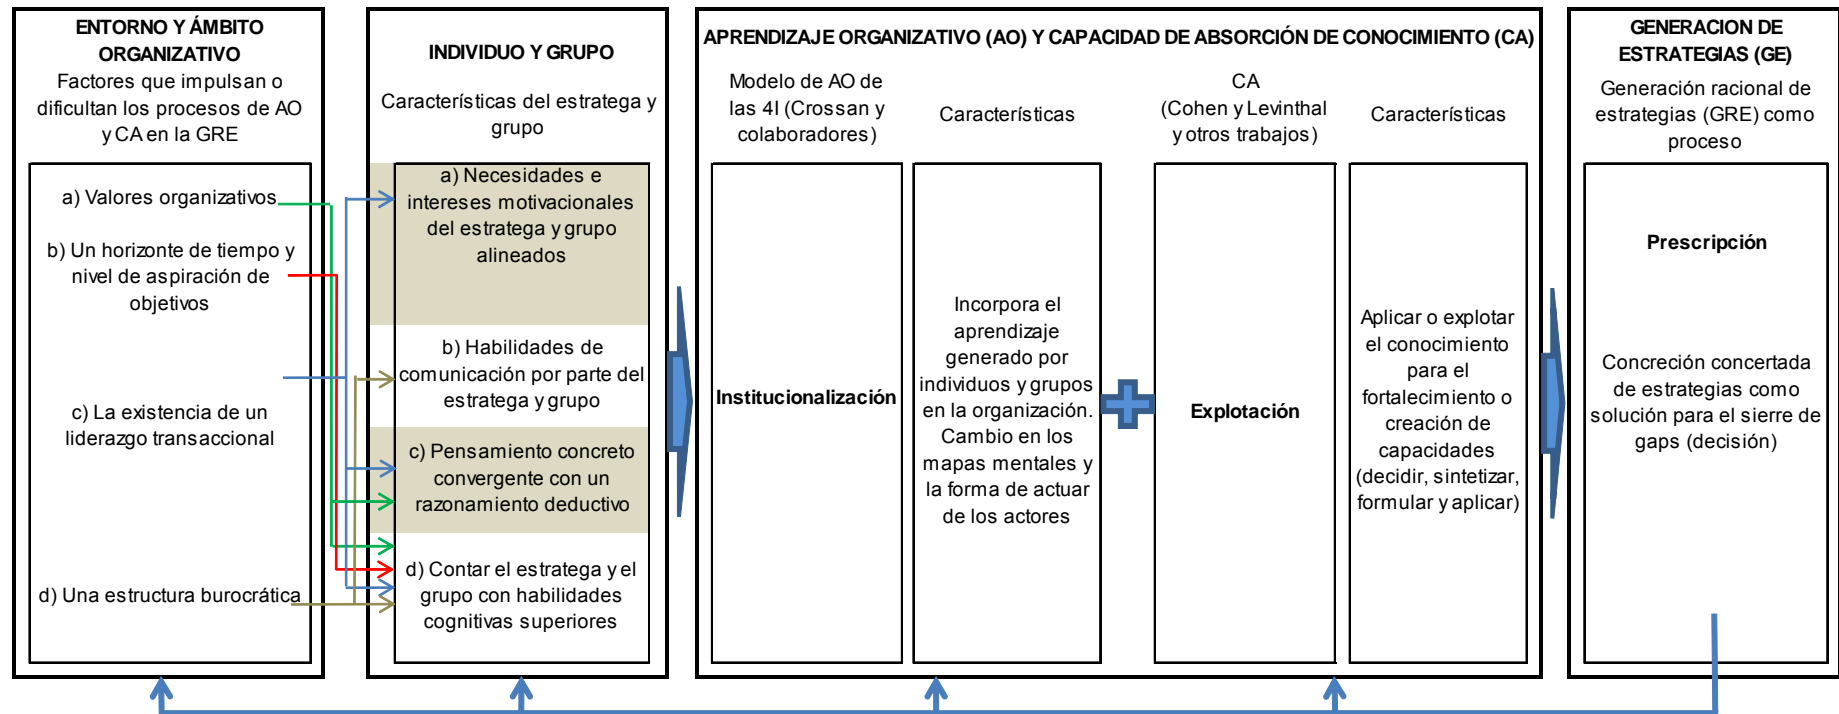 ENTORNO Y ÁMBITO
ORGANIZATIVO
Factores que impulsan o
dificultan los procesos de AO
y CA en la GRE
a) Valores organizativos
b) Un horizonte de tiempo y
nivel de aspiración de
objetivos
c) La existencia de un
liderazgo transaccional
d) Una estructura burocrática
INDIVIDUO Y GRUPO
Características del estratega y
grupo
a) Necesidades e
intereses motivacionales
del estratega y grupo
alineados
b) Habilidades de
comunicación por parte del
estratega y grupo
c) Pensamiento concreto
convergente con un
razonamiento deductivo
d) Contar el estratega y el
grupo con habilidades
cognitivas superiores
APRENDIZAJE ORGANIZATIVO (AO) Y CAPACIDAD DE ABSORCIÓN DE CONOCIMIENTO (CA)
Modelo de AO de
las 4I (Crossan y
colaboradores)
Institucionalización
Características
Incorpora el
aprendizaje
generado por
individuos y grupos
en la organización.
Cambio en los
mapas mentales y
la forma de actuar
de los actores
CA
(Cohen y Levinthal
y otros trabajos)
Explotación
Características
Aplicar o explotar
el conocimiento
para el
fortalecimiento o
creación de
capacidades
(decidir, sintetizar,
formular y aplicar)
GENERACION DE
ESTRATEGIAS (GE)
Generación racional de
estrategias (GRE) como
proceso
Prescripción
Concreción concertada
de estrategias como
solución para el sierre de
gaps (decisión)